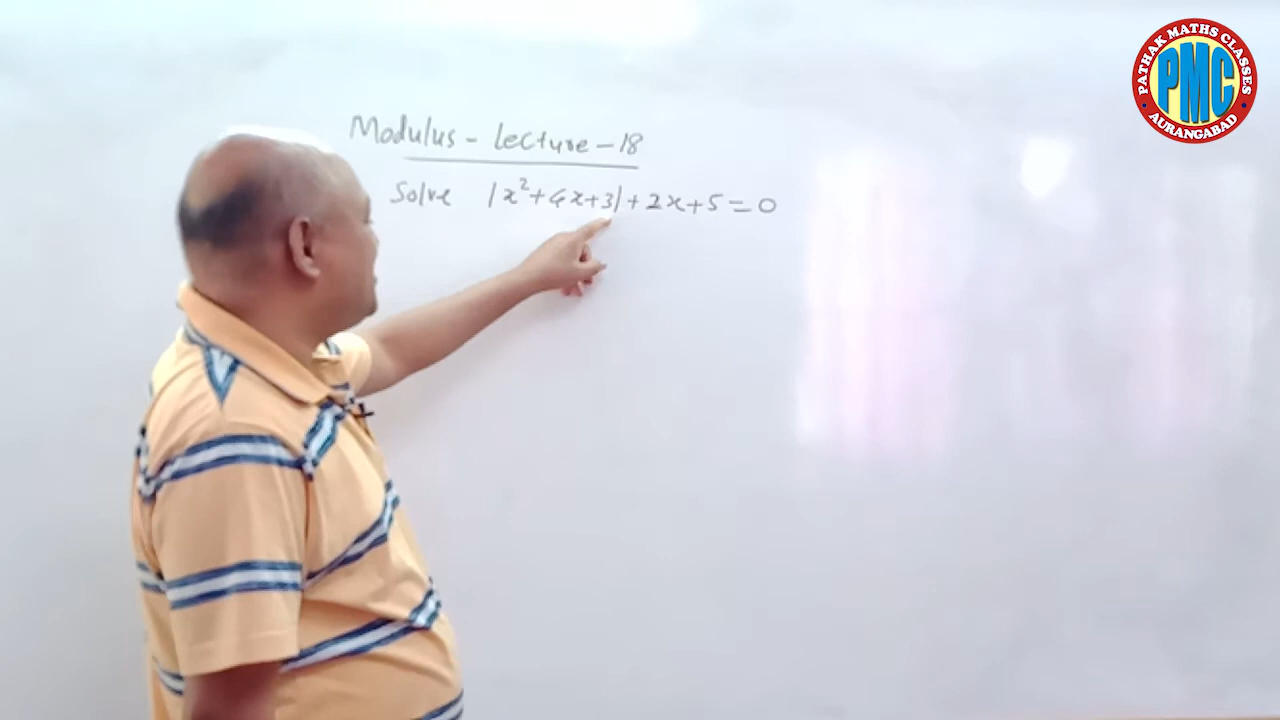 PATHAK MATHS CLASSES
PMC
AURANGABAD
Modulus - Lecture - 18
Solve |x²+4x+3|+2x+5=0